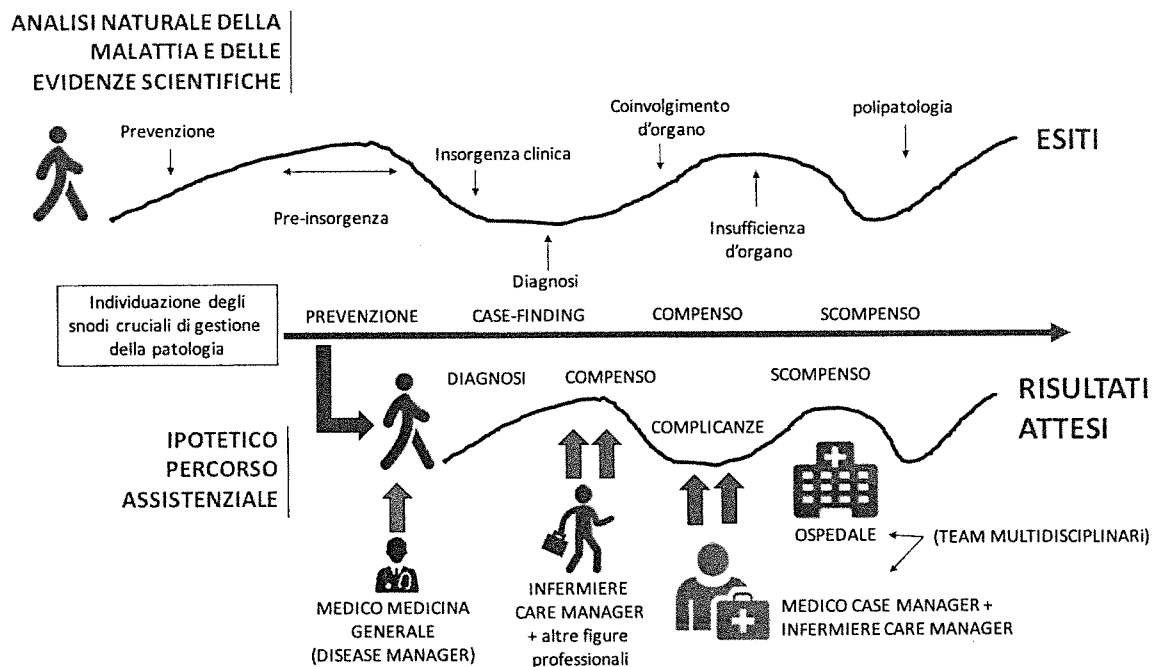 ANALISI NATURALE DELLA
MALATTIA E DELLE
EVIDENZE SCIENTIFICHE
Prevenzione
Pre-insorgenza
Insorgenza clinica
Diagnosi
Coinvolgimento
d'organo
Insufficienza
d'organo
polipatologia
ESITI
Individuazione degli
snodi cruciali di gestione
della patologia
PREVENZIONE
CASE-FINDING
COMPENSO
SCOMPENSO
IPOTETICO
PERCORSO
ASSISTENZIALE
DIAGNOSI
COMPENSO
COMPLICANZE
SCOMPENSO
RISULTATI
ATTESI
MEDICO MEDICINA
GENERALE
(DISEASE MANAGER)
INFERMIERE
CARE MANAGER
+ altre figure
professionali
OSPEDALE
(TEAM MULTIDISCIPLINARi)
MEDICO CASE MANAGER +
INFERMIERE CARE MANAGER